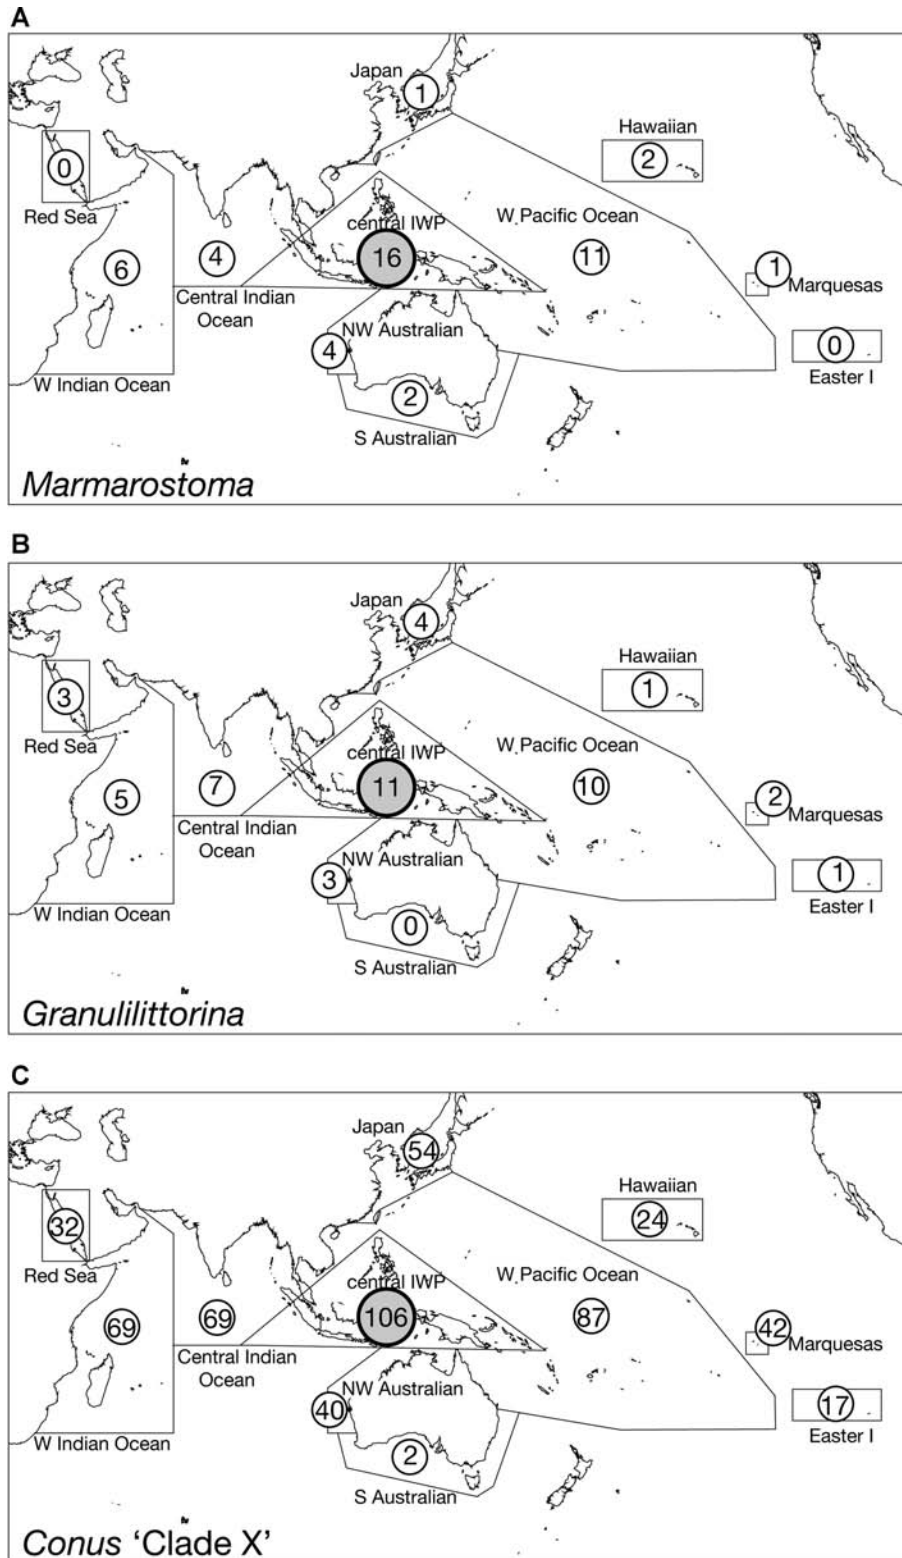 A
Japan
1
Hawaiian
2
0
Red Sea
central IWP
W. Pacific Ocean
6
4
16
11
1
Marquesas
Central Indian
Ocean
NW Australian
4
0
W Indian Ocean
Easter I
2
S Australian
Marmarostoma
B
Japan
4
Hawaiian
1
3
Red Sea
central IWP
W. Pacific Ocean
5
7
11
10
2
Marquesas
Central Indian
Ocean
NW Australian
3
1
W Indian Ocean
Easter I
0
S Australian
Granulilittorina
C
Japan
54
Hawaiian
24
32
Red Sea
central IWP
W. Pacific Ocean
69
69
106
87
42
Marquesas
Central Indian
Ocean
NW Australian
40
17
W Indian Ocean
Easter I
2
S Australian
Conus ‘Clade X’